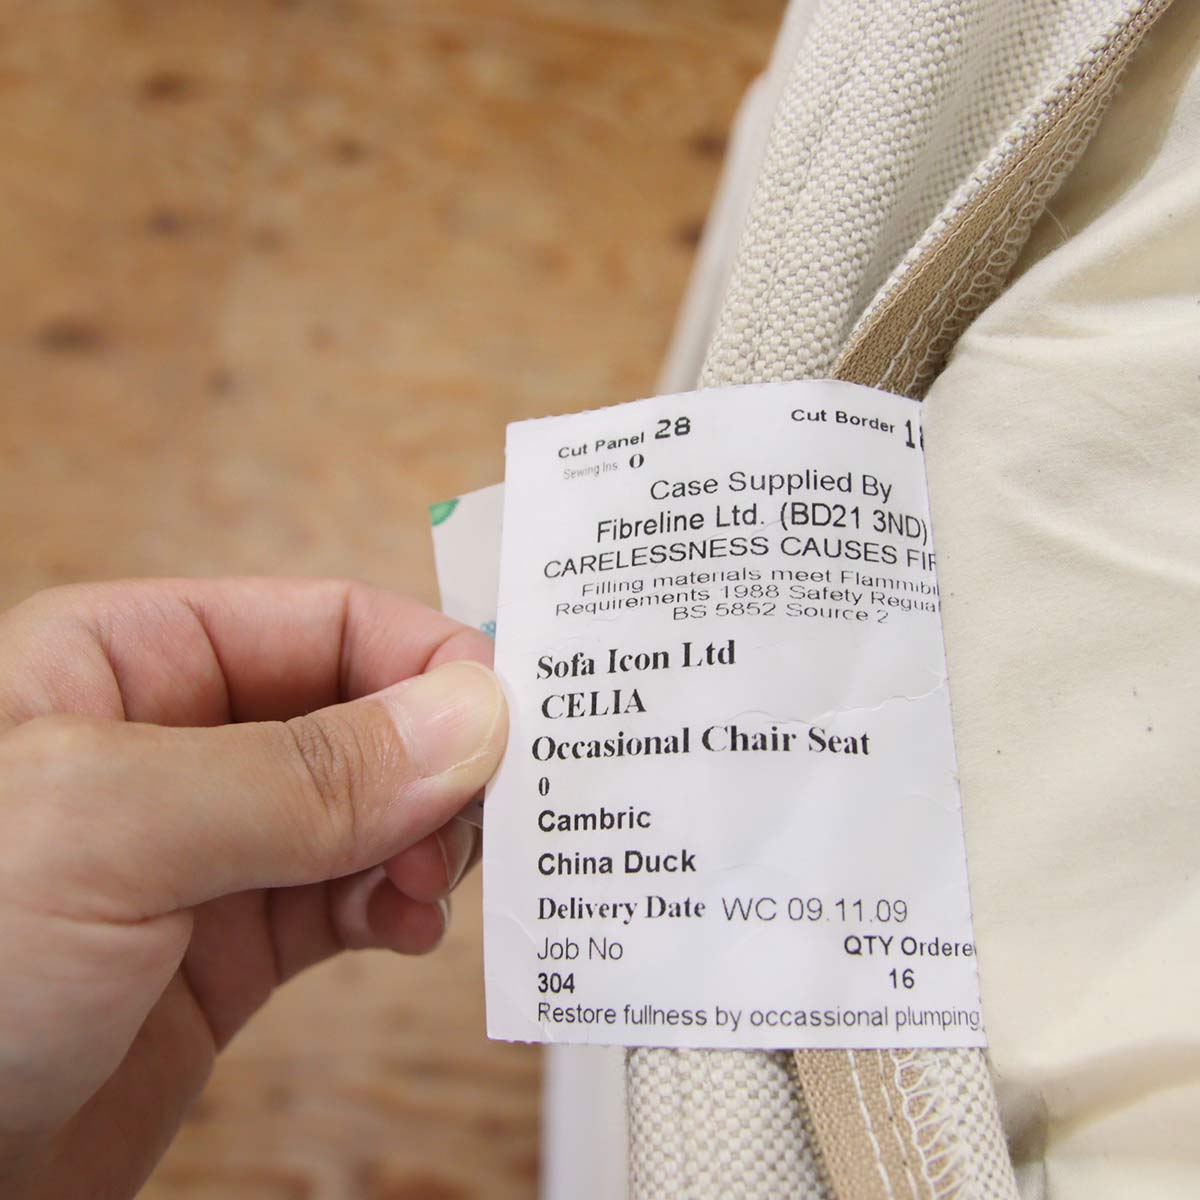 Cut Panel 28 Cut Border
Sewing Ins 0
Case Supplied By
Fibreline Ltd. (BD21 3ND)
CARELESSNESS CAUSES
Filling materials meet
Requirements 1988 Safety
BS 5852 Source 2
Sofa Icon Ltd
CELIA
Occasional Chair Seat
0
Cambric
China Duck
Delivery Date WC 09.11.09
Job No QTY
304 16
Restore fullness by occassional plumping